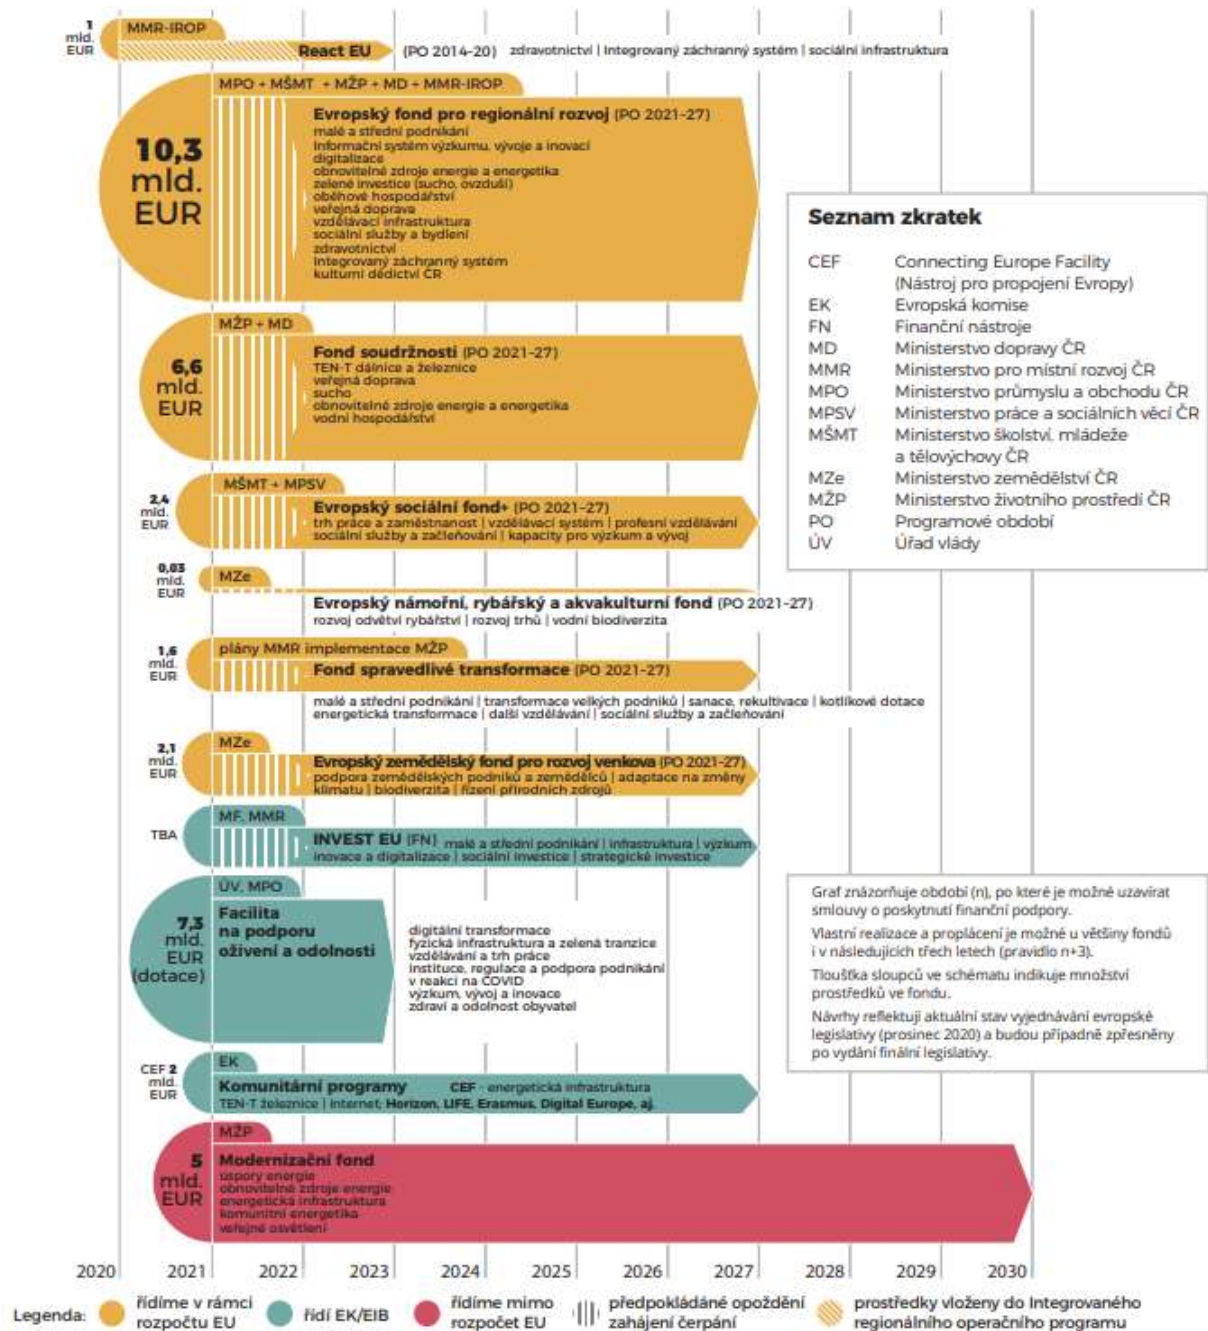 1
mld.
EUR
MMR-IROP
React EU (PO 2014-20) zdravotnictví | Integrovaný záchranný systém | sociální infrastruktura
MPO + MŠMT + MŽP + MD + MMR-IROP
10,3
mld.
EUR
Evropský fond pro regionální rozvoj (PO 2021-27)
malé a střední podnikání
Informační systém výzkumu, vývoje a inovací
digitalizace
obnovitelné zdroje energie a energetika
zelené investice (sucho, ovzduší)
oběhové hospodářství
veřejná doprava
vzdělávací infrastruktura
sociální služby a bydlení
zdravotnictví
Integrovaný záchranný systém
kulturní dědictví ČR
MŽP + MD
6,6
mld.
EUR
Fond soudržnosti (PO 2021-27)
TEN-T dálnice a železnice
veřejná doprava
sucho
obnovitelné zdroje energie a energetika
vodní hospodářství
MŠMT + MPSV
2,4
mld.
EUR
Evropský sociální fond+ (PO 2021-27)
trh práce a zaměstnanost | vzdělávací systém | profesní vzdělávání
sociální služby a začleňování | kapacity pro výzkum a vývoj
0,03
mld.
EUR
MZe
Evropský námořní, rybářský a akvakulturní fond (PO 2021-27)
rozvoj odvětví rybářství | rozvoj trhů | vodní biodiverzita
1,6
mld.
EUR
plány MMR implementace MŽP
Fond spravedlivé transformace (PO 2021-27)
malé a střední podnikání | transformace velkých podniků | sanace, rekultivace | kotlíkové dotace
energetická transformace | další vzdělávání | sociální služby a začleňování
2,1
mld.
EUR
MZe
Evropský zemědělský fond pro rozvoj venkova (PO 2021-27)
podpora zemědělských podniků a zemědělců | adaptace na změny
klimatu | biodiverzita | řízení přírodních zdrojů
TBA
MF, MMR
INVEST EU (FN) malé a střední podnikání | infrastruktura | výzkum
inovace a digitalizace | sociální investice | strategické investice
ÚV, MPO
7,3
mld.
EUR
(dotace)
Facilita
na podporu
oživení a odolnosti
digitální transformace
fyzická infrastruktura a zelená tranzice
vzdělávání a trh práce
instituce, regulace a podpora podnikání
v reakci na COVID
výzkum, vývoj a inovace
zdraví a odolnost obyvatel
CEF 2
mld.
EUR
EK
Komunitární programy CEF - energetická infrastruktura
TEN-T železnice | Internet; Horizon, LIFE, Erasmus, Digital Europe, aj.
MŽP
5
mld.
EUR
Modernizační fond
úspory energie
obnovitelné zdroje energie
energetická infrastruktura
komunitní energetika
veřejné osvětlení
Seznam zkratek
CEF Connecting Europe Facility
(Nástroj pro propojení Evropy)
EK Evropská komise
FN Finanční nástroje
MD Ministerstvo dopravy ČR
MMR Ministerstvo pro místní rozvoj ČR
MPO Ministerstvo průmyslu a obchodu ČR
MPSV Ministerstvo práce a sociálních věcí ČR
MŠMT Ministerstvo školství, mládeže
a tělovýchovy ČR
MZe Ministerstvo zemědělství ČR
MŽP Ministerstvo životního prostředí ČR
PO Programové období
ÚV Úřad vlády
Graf znázorňuje období (n), po které je možné uzavírat
smlouvy o poskytnutí finanční podpory.
Vlastní realizace a proplácení je možné u většiny fondů
i v následujících třech letech (pravidlo n+3).
Tloušťka sloupců ve schématu indikuje množství
prostředků ve fondu.
Návrhy reflektují aktuální stav vyjednávání evropské
legislativy (prosinec 2020) a budou případně zpřesněny
po vydání finální legislativy.
2020 2021 2022 2023 2024 2025 2026 2027 2028 2029 2030
Legenda: řídíme v rámci
rozpočtu EU
řídí EK/EIB
řídíme mimo
rozpočet EU
předpokládáné opoždění
zahájení čerpání
prostředky vloženy do Integrovaného
regionálního operačního programu